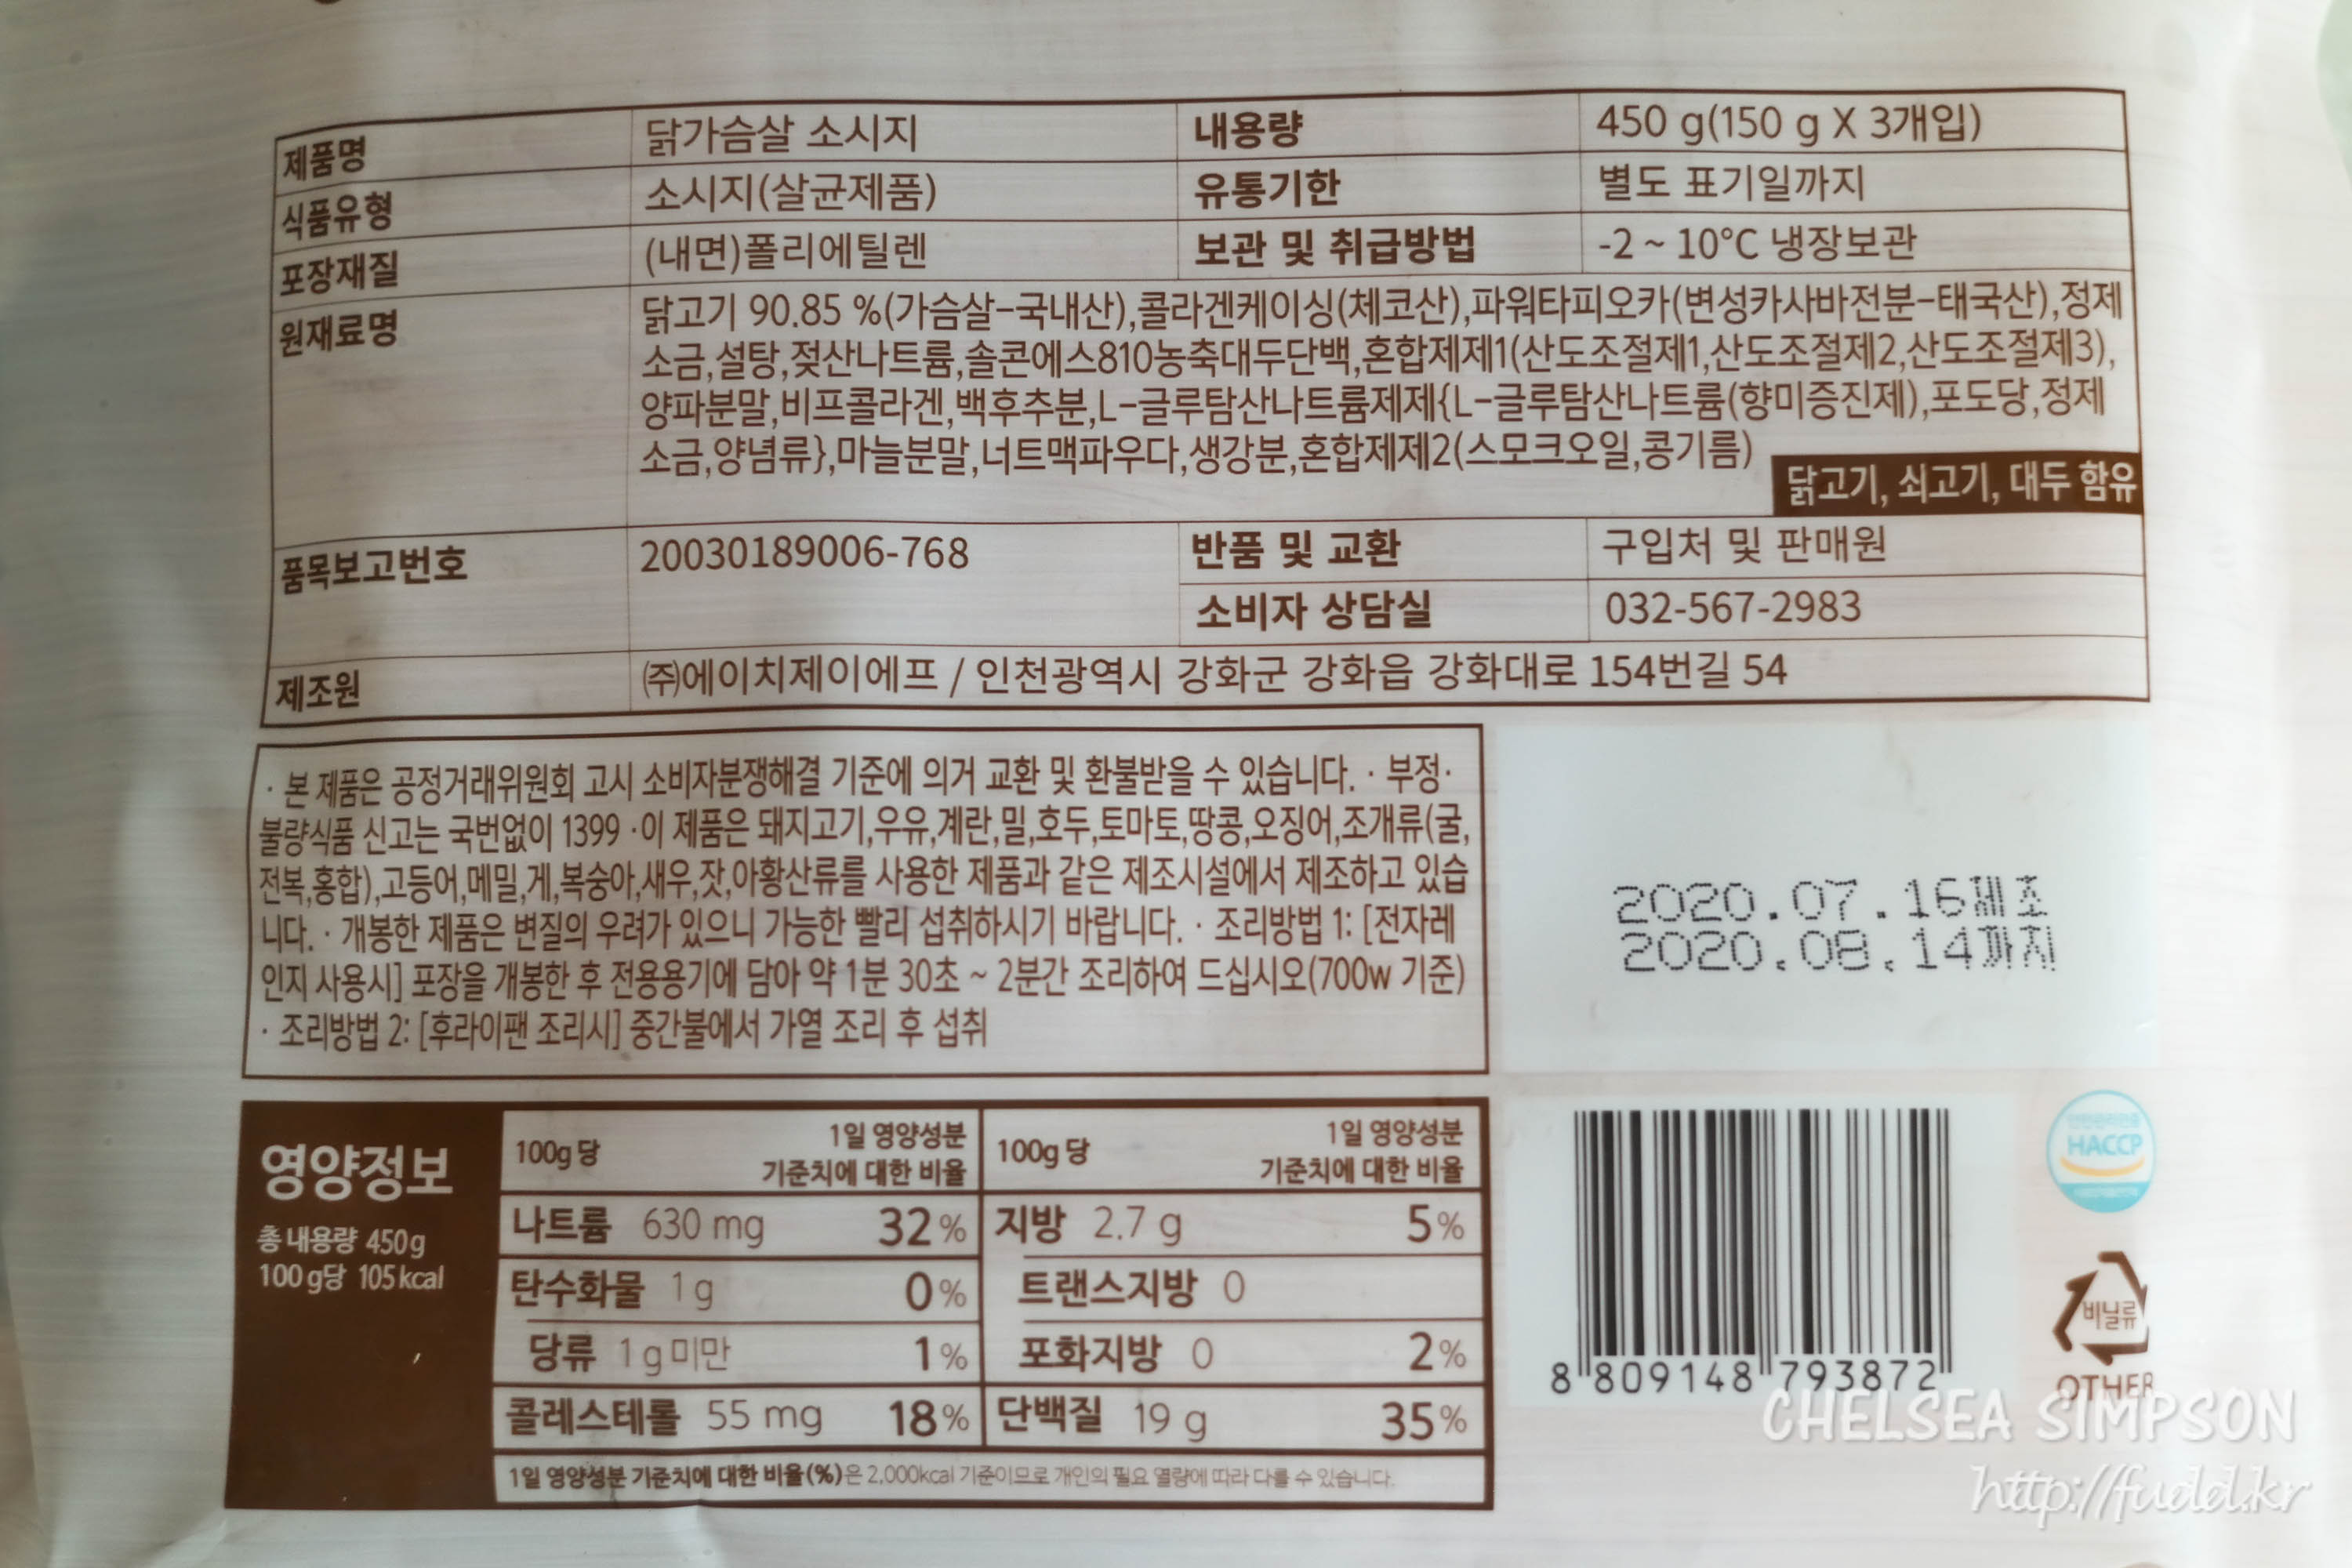 제품명 닭가슴살 소시지 내용량 450 g(150 g X 3개입)
식품유형 소시지(살균제품) 유통기한 별도 표기일까지
포장재질 (내면)폴리에틸렌 보관 및 취급방법 -2 ~ 10°C 냉장보관
원재료명 닭고기 90.85 %(가슴살-국내산),콜라겐케이싱(체코산),파워타피오카(변성카사바전분-태국산),정제
소금,설탕,젖산나트륨,솔콘에스810농축대두단백,혼합제제1(산도조절제1,산도조절제2,산도조절제3),
양파분말,비프콜라겐,백후추분,L-글루탐산나트륨제제{L-글루탐산나트륨(향미증진제),포도당,정제
소금,양념류},마늘분말,너트맥파우다,생강분,혼합제제2(스모크오일,콩기름)
닭고기, 쇠고기, 대두 함유
품목보고번호 20030189006-768 반품 및 교환 구입처 및 판매원
소비자 상담실 032-567-2983
제조원 ㈜에이치제이에프 / 인천광역시 강화군 강화읍 강화대로 154번길 54
· 본 제품은 공정거래위원회 고시 소비자분쟁해결 기준에 의거 교환 및 환불받을 수 있습니다. · 부정·
불량식품 신고는 국번없이 1399 ·이 제품은 돼지고기,우유,계란,밀,호두,토마토,땅콩,오징어,조개류(굴,
전복,홍합),고등어,메밀,게,복숭아,새우,잣,아황산류를 사용한 제품과 같은 제조시설에서 제조하고 있습
니다. · 개봉한 제품은 변질의 우려가 있으니 가능한 빨리 섭취하시기 바랍니다. · 조리방법 1: [전자레
인지 사용시] 포장을 개봉한 후 전용용기에 담아 약 1분 30초 ~ 2분간 조리하여 드십시오(700w 기준)
· 조리방법 2: [후라이팬 조리시] 중간불에서 가열 조리 후 섭취
2020.07.16제조
2020.08.14까지
영양정보
총 내용량 450g
100 g당 105 kcal
100g 당 1일 영양성분 기준치에 대한 비율 100g 당 1일 영양성분 기준치에 대한 비율
나트륨 630 mg 32 % 지방 2.7 g 5 %
탄수화물 1 g 0 % 트랜스지방 0
당류 1 g 미만 1 % 포화지방 0 2 %
콜레스테롤 55 mg 18 % 단백질 19 g 35 %
1일 영양성분 기준치에 대한 비율(%)은 2,000kcal 기준이므로 개인의 필요 열량에 따라 다를 수 있습니다.
8 809148 793872
HACCP
비닐류
OTHER
CHELSEA SIMPSON
http://fudd.kr